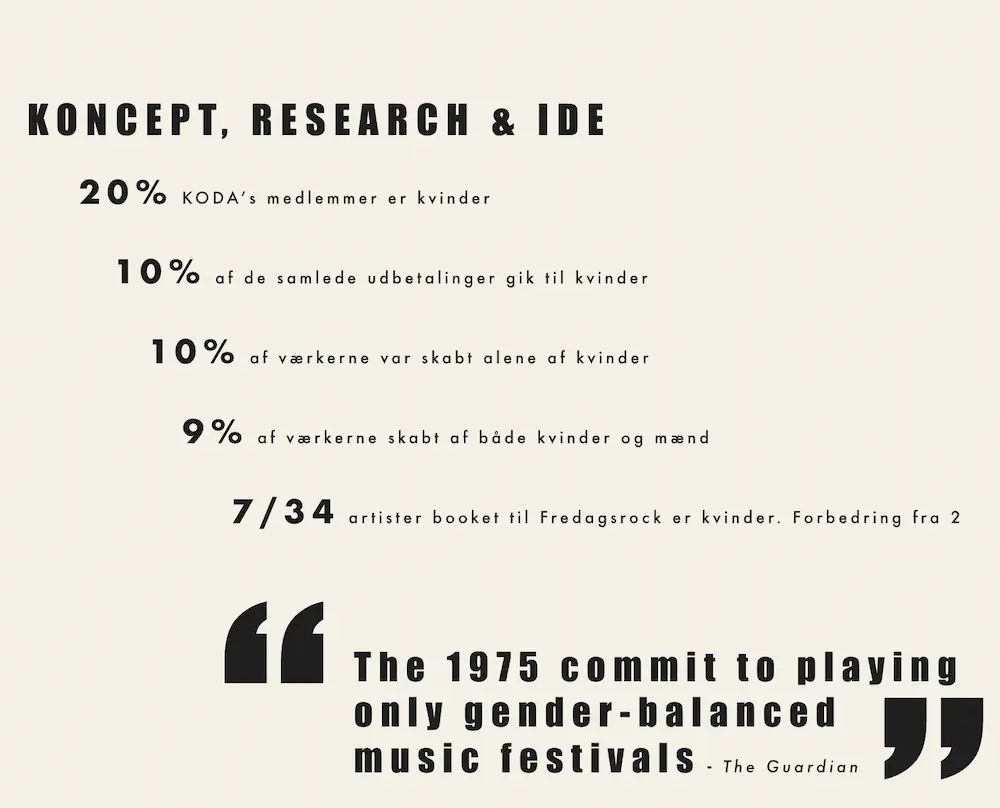 KONCEPT, RESEARCH & IDE
20% KODA’s medlemmer er kvinder
10% af de samlede udbetalinger gik til kvinder
10% af værkerne var skabt alene af kvinder
9% af værkerne skabt af både kvinder og mænd
7/34 artister booket til Fredagsrock er kvinder. Forbedring fra 2
“The 1975 commit to playing
only gender-balanced
music festivals - The Guardian”